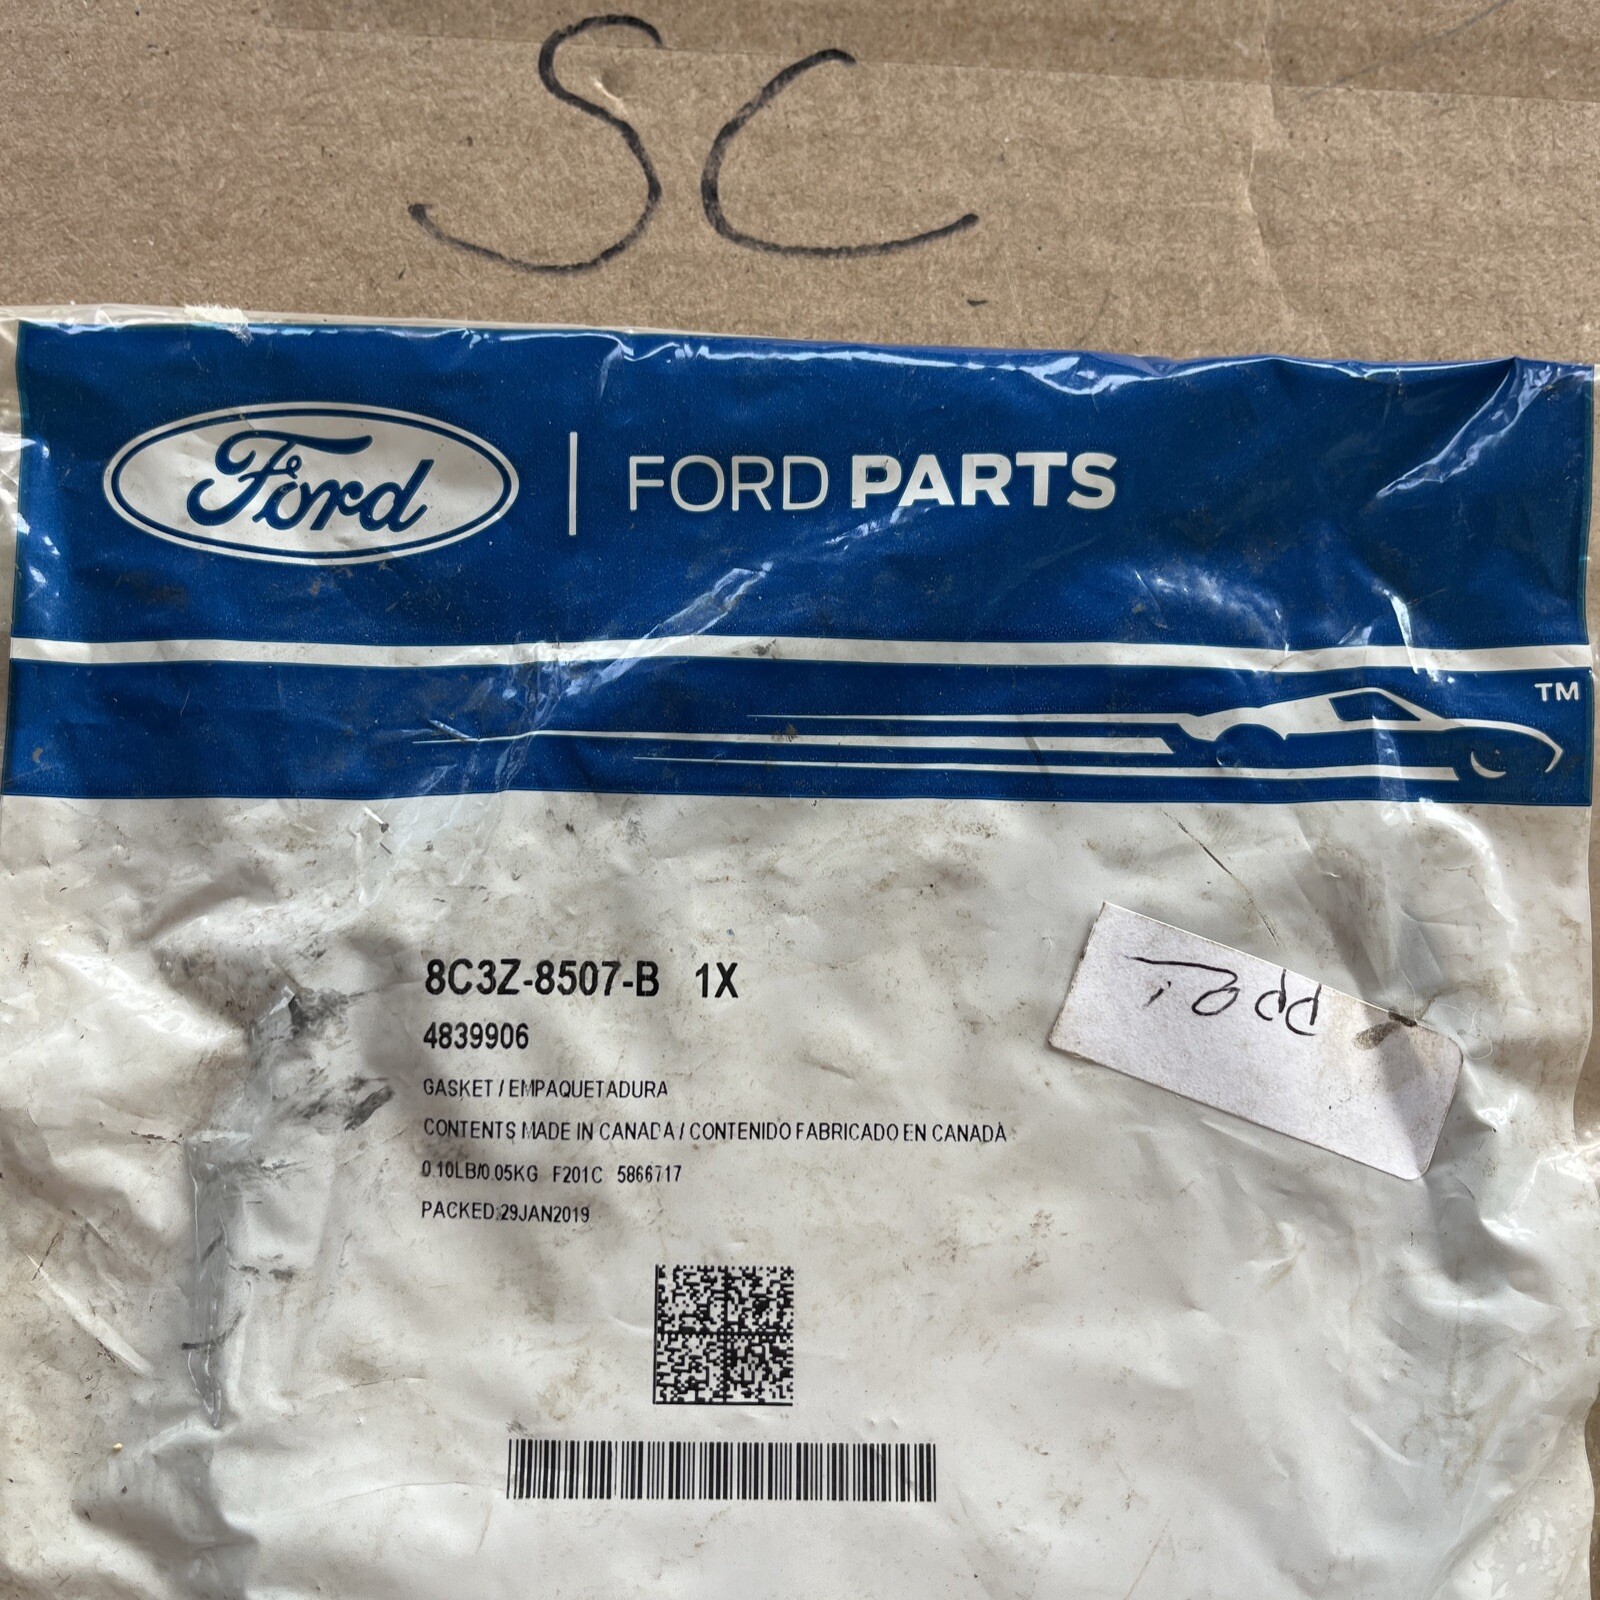 SC
Ford | FORD PARTS
TM
8C3Z-8507-B 1X
4839906
GASKET / EMPAQUETADURA
CONTENTS MADE IN CANADA / CONTENIDO FABRICADO EN CANADA
0.10LB/0.05KG F201C 5866717
PACKED:29JAN2019